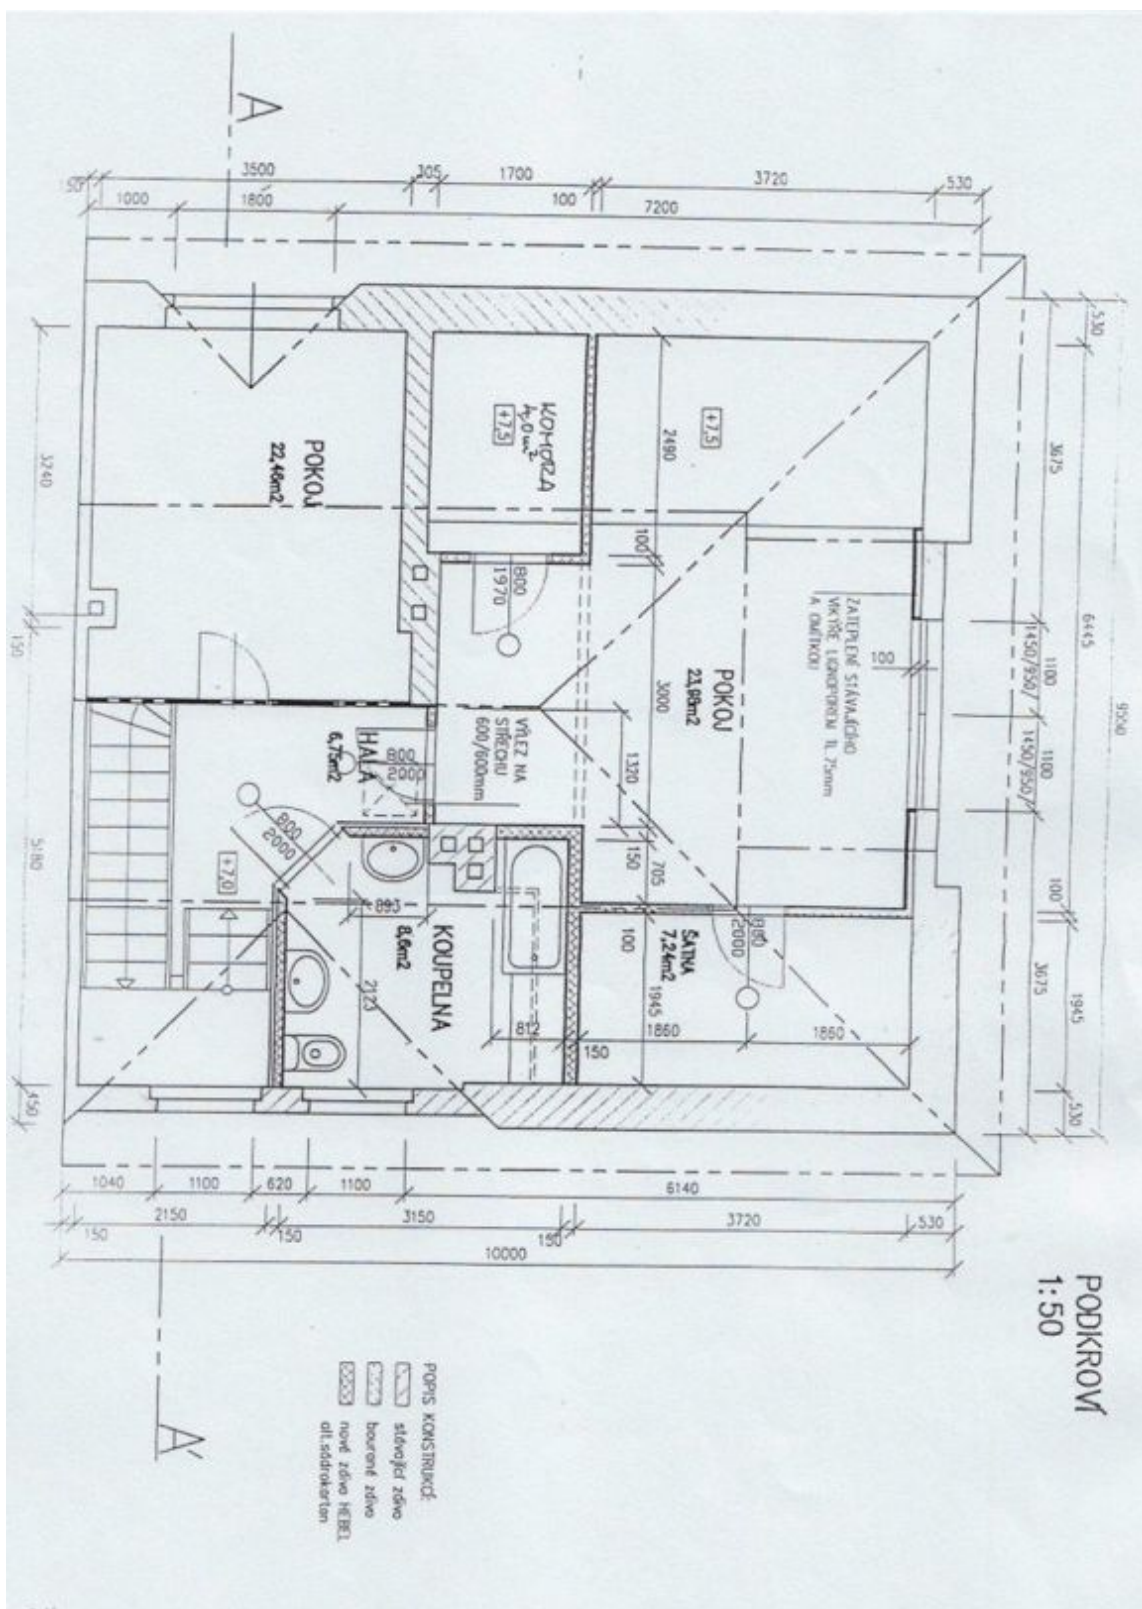 PODKROVÍ
1:50
A
3500
305
1700
3720
530
1000
1800
100
7200
POKOJ
22,46m2
KOMORA
4,0m²
+7,5
+7,5
2490
100
800
1970
POKOJ
23,98m2
3000
ZATEPLENÍ STÁVAJÍCÍHO
VIKÝŘE LIGNOPOREM TL.75mm
A OMÍTKOU
100
VÝLEZ NA
STŘECHU
600/600mm
1320
HALA
6,75m2
800
2000
800
2000
+7,0
150
705
893
KOUPELNA
8,6m2
2125
ŠATNA
7,24m2
800
2000
100
1945
812
150
1860
1860
530
3675
6445
1100
1450/950/
1100
1450/950/
9500
100
3675
1945
530
3240
150
5180
450
1040
1100
620
1100
6140
2150
3150
3720
530
150
150
150
10000
A'
POPIS KONSTRUKCÍ:
stávající zdivo
bourané zdivo
nové zdivo HEBEL
alt.sádrokarton